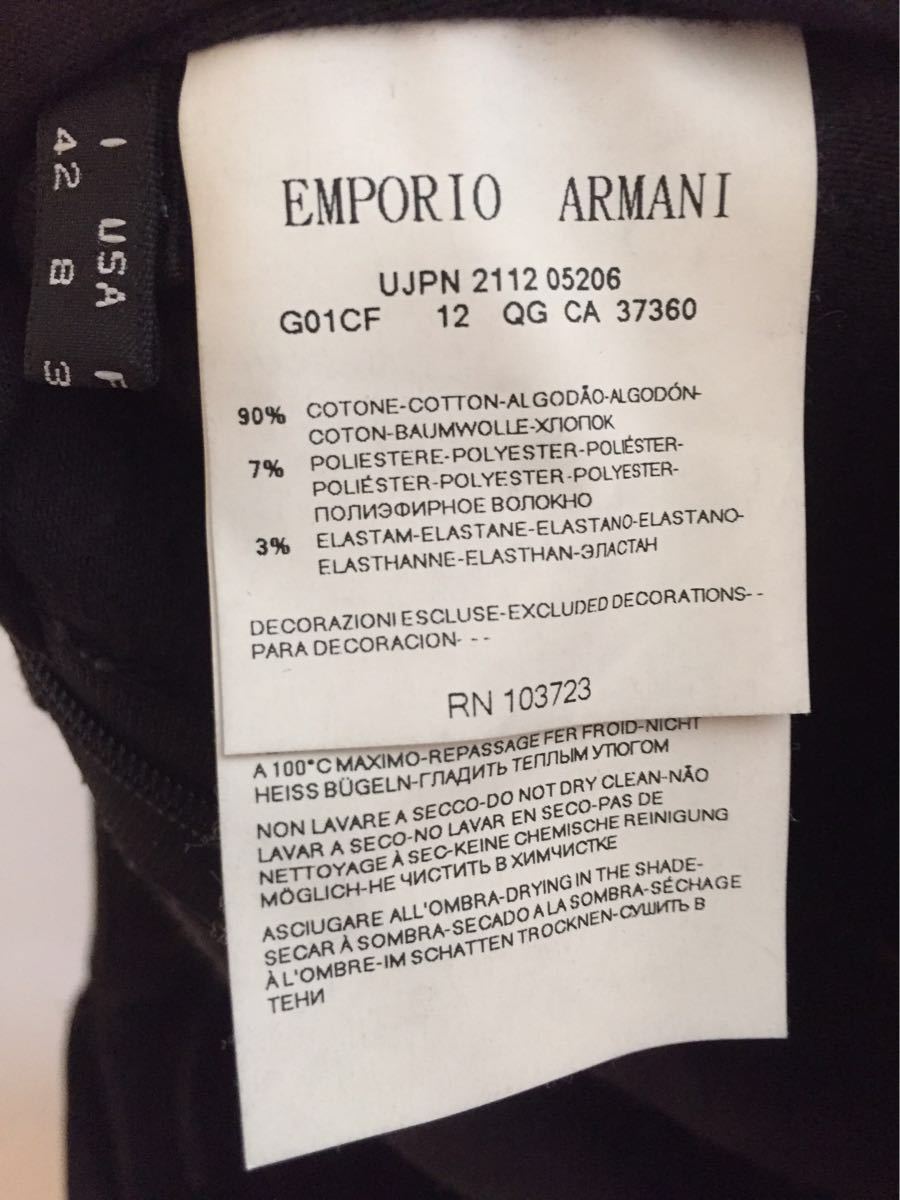 I USA
42 8 3
EMPORIO ARMANI
UJPN 2112 05206
G01CF 12 QG CA 37360
90% COTONE-COTTON-ALGODÃO-ALGODÓN-
COTON-BAUMWOLLE-ХЛОПОК
7% POLIESTERE-POLYESTER-POLIÉSTER-
POLIÉSTER-POLYESTER-POLYESTER-
ПОЛИЭФИРНОЕ ВОЛОКНО
3% ELASTAM-ELASTANE-ELASTANO-ELASTANO-
ELASTHANNE-ELASTHAN-ЭЛАСТАН
DECORAZIONI ESCLUSE-EXCLUDED DECORATIONS- -
PARA DECORACION- - -
RN 103723
A 100°C MAXIMO-REPASSAGE FER FROID-NICHT
HEISS BÜGELN-ГЛАДИТЬ ТЕПЛЫМ УТЮГОМ
NON LAVARE A SECCO-DO NOT DRY CLEAN-NÃO
LAVAR A SECO-NO LAVAR EN SECO-PAS DE
NETTOYAGE À SEC-KEINE CHEMISCHE REINIGUNG
MÖGLICH-НЕ ЧИСТИТЬ В ХИМЧИСТКЕ
ASCIUGARE ALL'OMBRA-DRYING IN THE SHADE-
SECAR À SOMBRA-SECADO A LA SOMBRA-SÉCHAGE
À L'OMBRE-IM SCHATTEN TROCKNEN-СУШИТЬ В
ТЕНИ